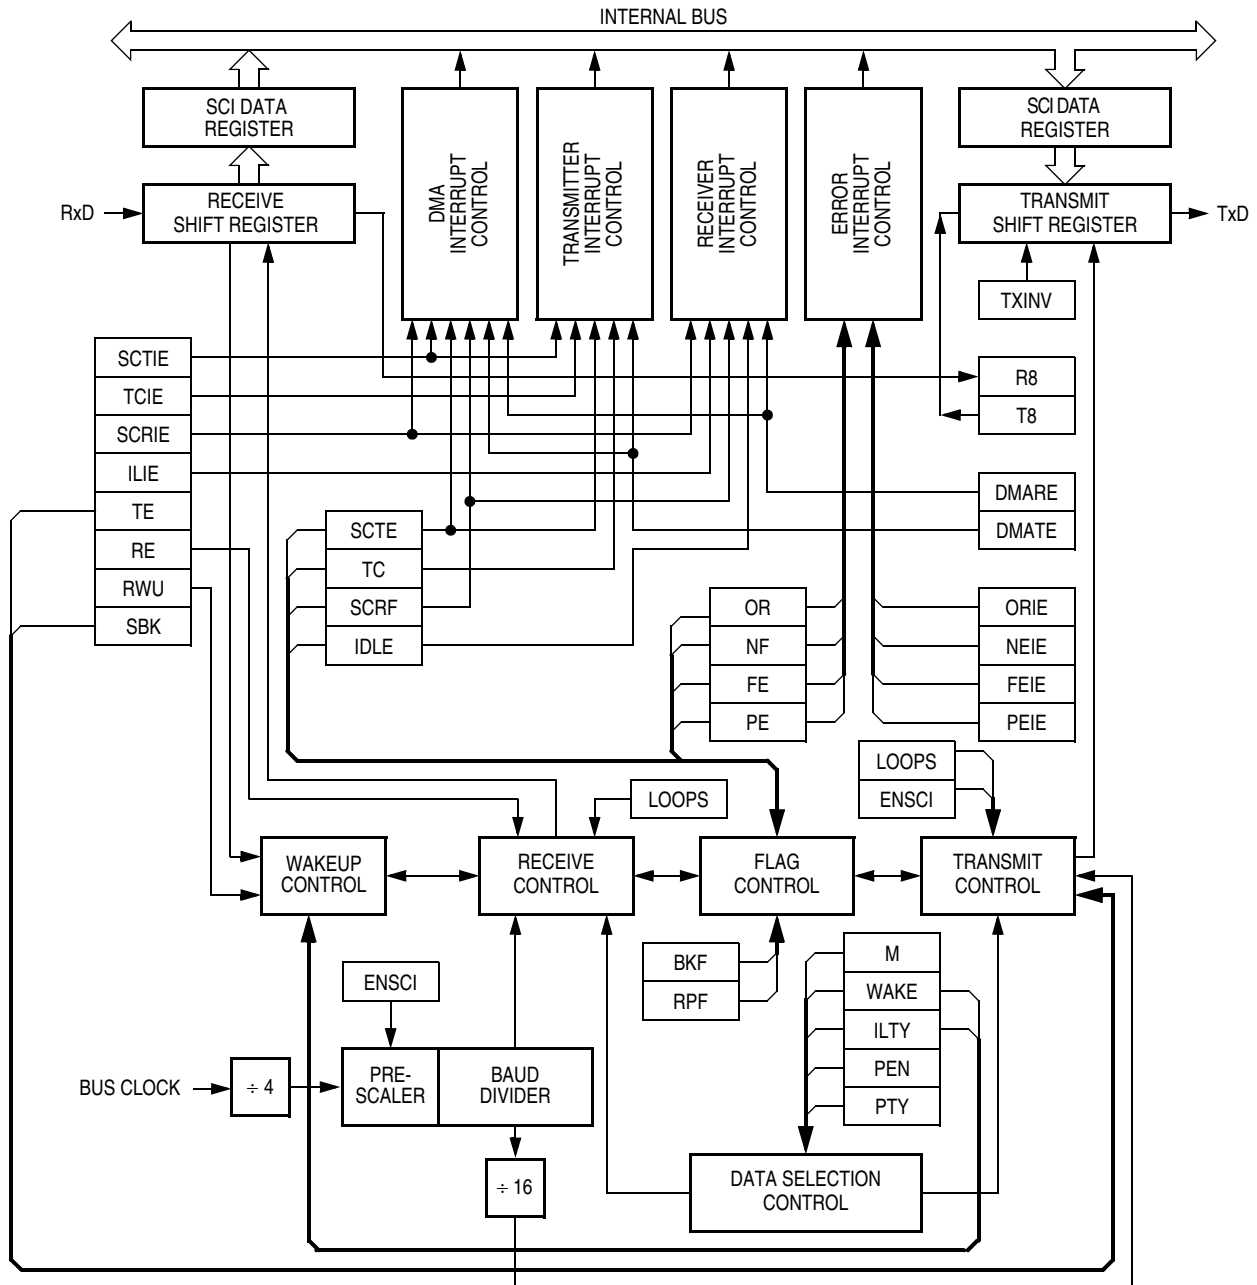 INTERNAL BUS
SCI DATA
REGISTER
SCI DATA
REGISTER
DMA
INTERRUPT
CONTROL
TRANSMITTER
INTERRUPT
CONTROL
RECEIVER
INTERRUPT
CONTROL
ERROR
INTERRUPT
CONTROL
RxD
RECEIVE
SHIFT REGISTER
TRANSMIT
SHIFT REGISTER
TxD
TXINV
SCTIE
TCIE
SCRIE
ILIE
TE
RE
RWU
SBK
R8
T8
DMARE
DMATE
SCTE
TC
SCRF
IDLE
OR
NF
FE
PE
ORIE
NEIE
FEIE
PEIE
LOOPS
ENSCI
LOOPS
WAKEUP
CONTROL
RECEIVE
CONTROL
FLAG
CONTROL
TRANSMIT
CONTROL
BKF
RPF
M
WAKE
ILTY
PEN
PTY
ENSCI
BUS CLOCK
÷ 4
PRE-
SCALER
BAUD
DIVIDER
÷ 16
DATA SELECTION
CONTROL